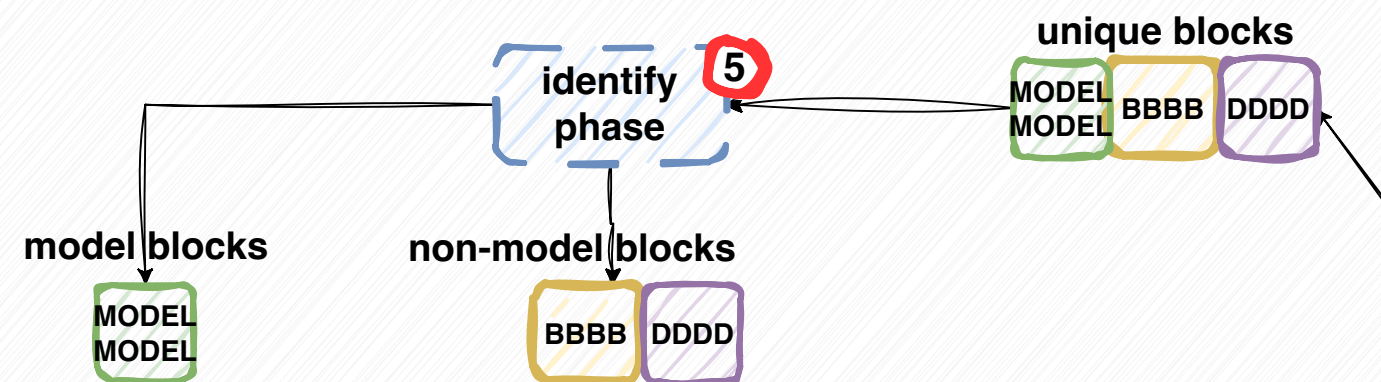 unique blocks
identify
phase
5
MODEL
MODEL
BBBB
DDDD
model blocks
non-model blocks
MODEL
MODEL
BBBB
DDDD